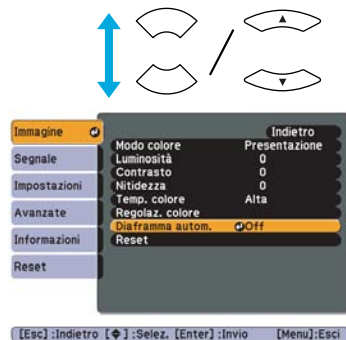 Immagine
Indietro
Modo colore Presentazione
Segnale
Luminosità 0
Contrasto 0
Impostazioni
Nitidezza 0
Temp. colore Alta
Avanzate
Regolaz. colore
Diaframma autom. Off
Informazioni
Reset
Reset
[Esc] :Indietro [ ] :Selez. [Enter] :Invio [Menu]:Esci